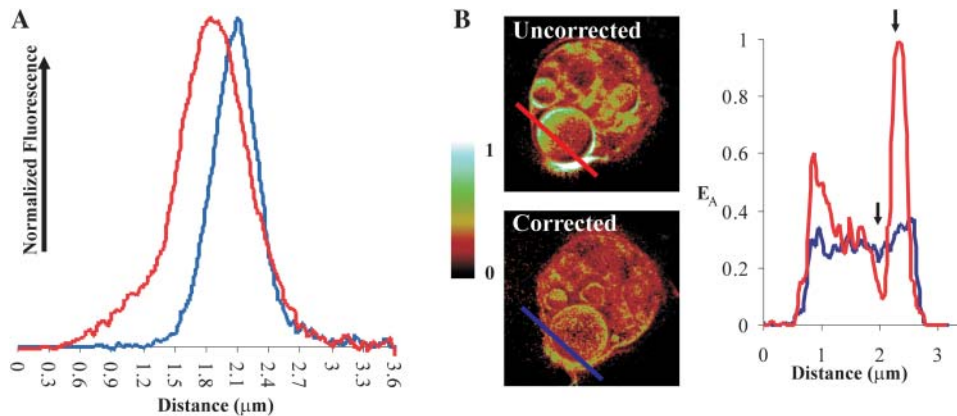 A
Normalized Fluorescence
0
0.3
0.6
0.9
1.2
1.5
1.8
2.1
2.4
2.7
3
3.3
3.6
Distance (μm)
B
Uncorrected
Corrected
1
0
1
0.8
0.6
E_A
0.4
0.2
0
0 1 2 3
Distance (μm)